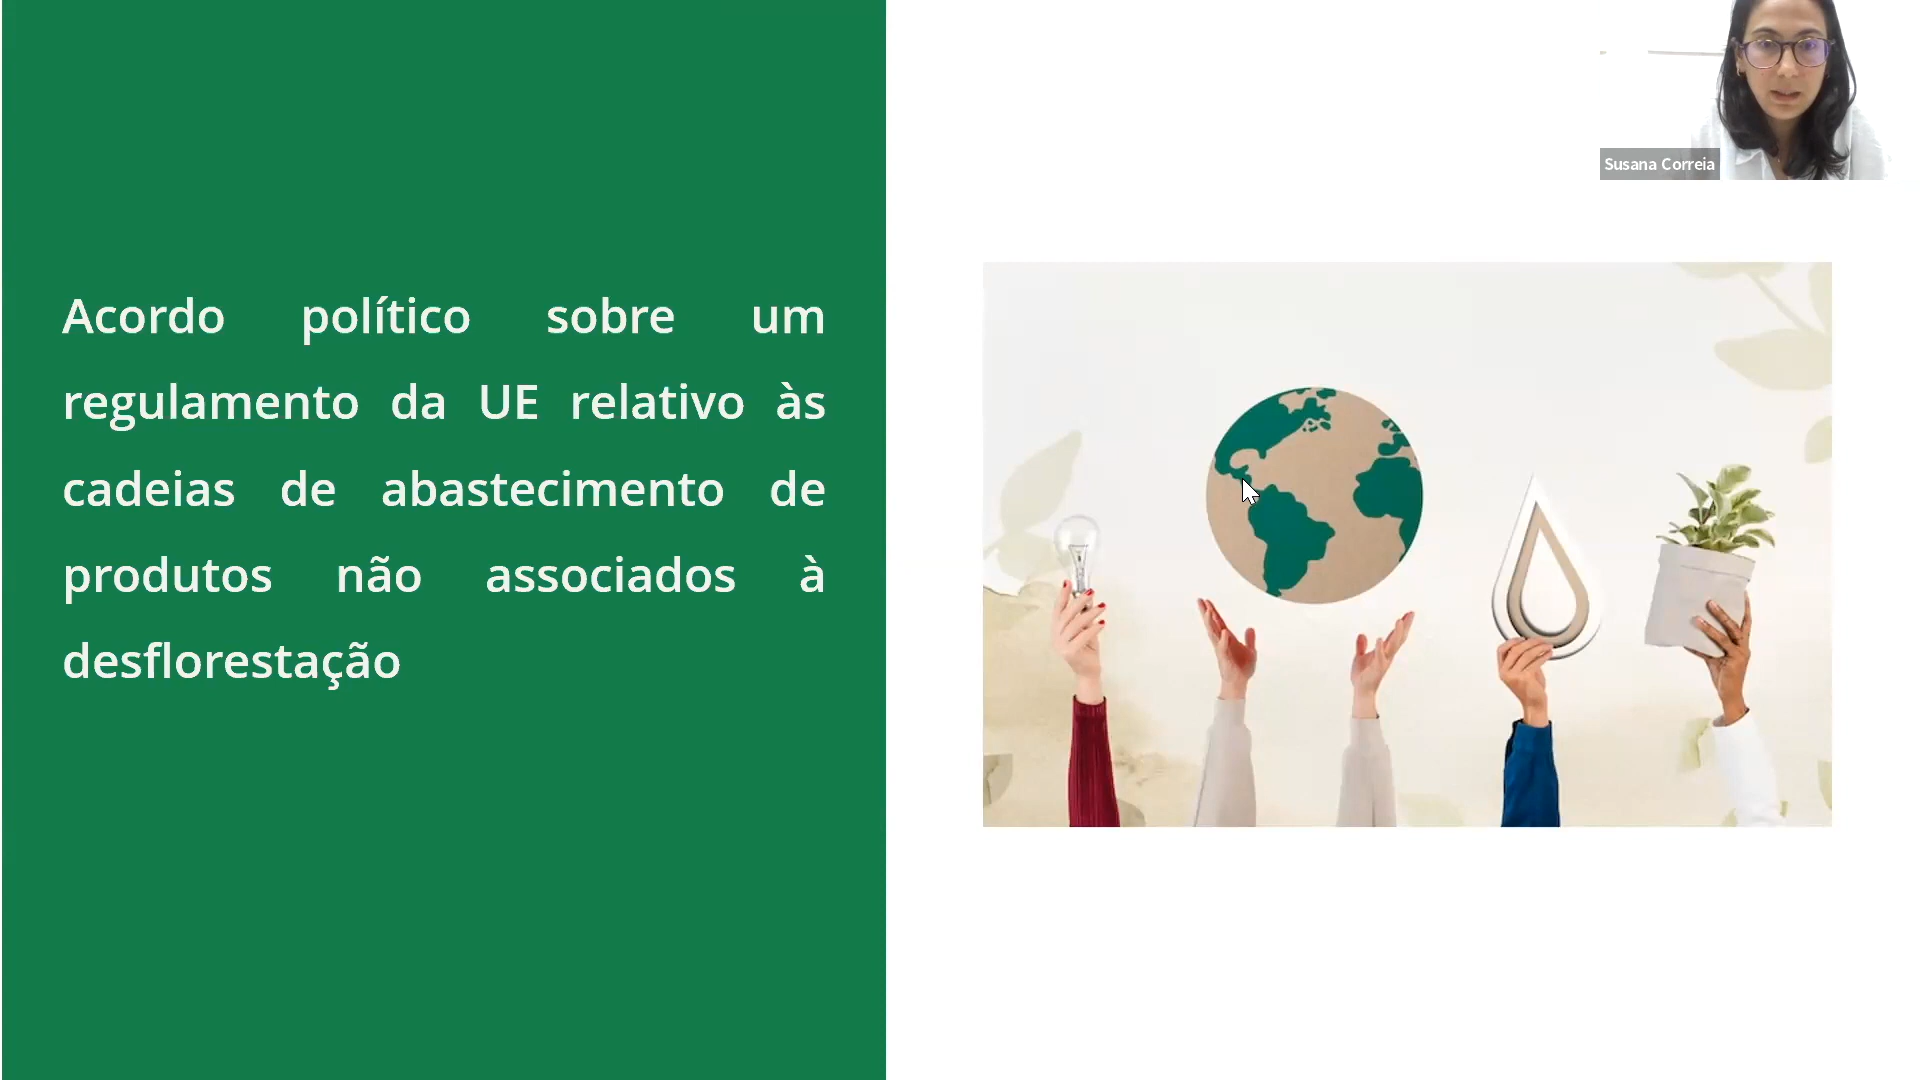 Acordo político sobre um
regulamento da UE relativo às
cadeias de abastecimento de
produtos não associados à
desflorestação
Susana Correia